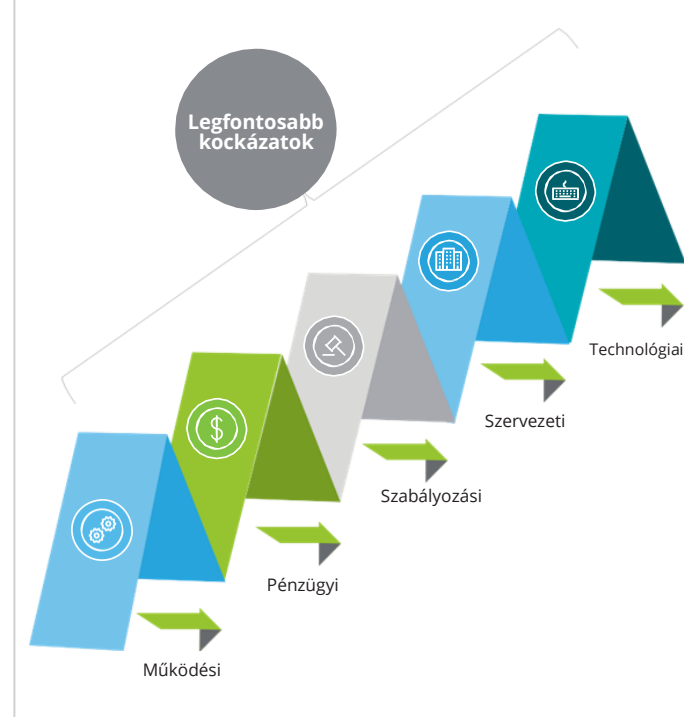 Legfontosabb
kockázatok
Technológiai
Szervezeti
Szabályozási
Pénzügyi
Működési